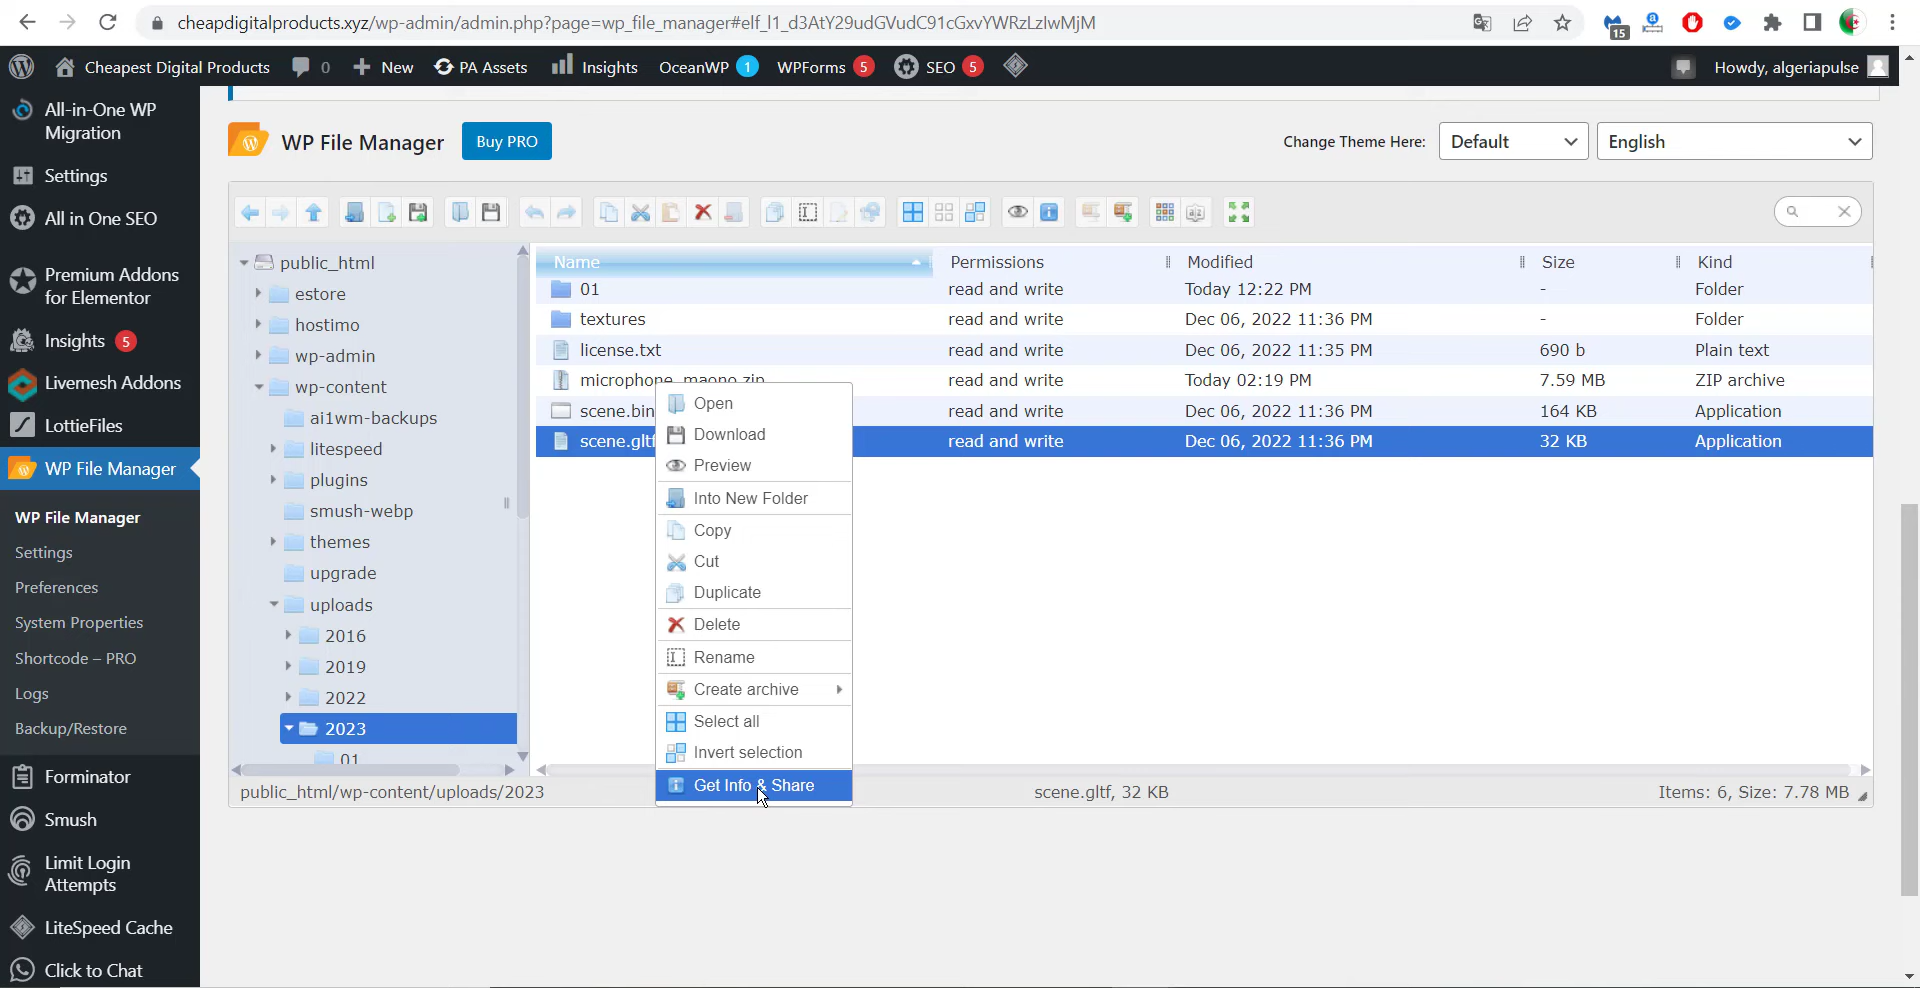 cheapdigitalproducts.xyz/wp-admin/admin.php?page=wp_file_manager#elf_l1_d3AtY29udGVudC91cGxvYWRzLzIwMjM
15
Cheapest Digital Products
0
New
PA Assets
Insights
OceanWP 1
WPForms 5
SEO 5
Howdy, algeriapulse
All-in-One WP
Migration
Settings
All in One SEO
Premium Addons
for Elementor
Insights 5
Livemesh Addons
LottieFiles
WP File Manager
WP File Manager
Settings
Preferences
System Properties
Shortcode – PRO
Logs
Backup/Restore
Forminator
Smush
Limit Login
Attempts
LiteSpeed Cache
Click to Chat
WP File Manager
Buy PRO
Change Theme Here:
Default
English
public_html
estore
hostimo
wp-admin
wp-content
ai1wm-backups
litespeed
plugins
smush-webp
themes
upgrade
uploads
2016
2019
2022
2023
01
Name Permissions Modified Size Kind
01 read and write Today 12:22 PM - Folder
textures read and write Dec 06, 2022 11:36 PM - Folder
license.txt read and write Dec 06, 2022 11:35 PM 690 b Plain text
microphone_maono.zip read and write Today 02:19 PM 7.59 MB ZIP archive
scene.bin read and write Dec 06, 2022 11:36 PM 164 KB Application
scene.gltf read and write Dec 06, 2022 11:36 PM 32 KB Application
Open
Download
Preview
Into New Folder
Copy
Cut
Duplicate
Delete
Rename
Create archive
Select all
Invert selection
Get Info & Share
public_html/wp-content/uploads/2023
scene.gltf, 32 KB
Items: 6, Size: 7.78 MB